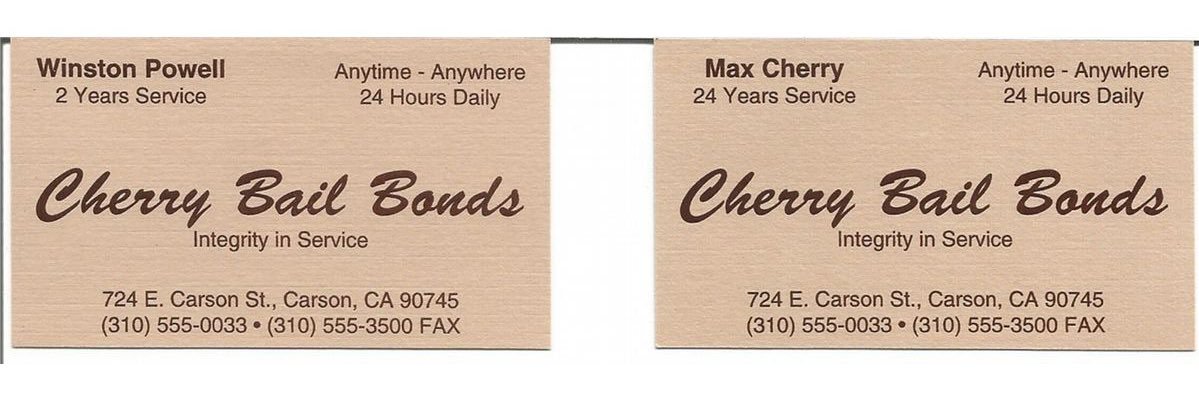 Winston Powell
2 Years Service
Anytime - Anywhere
24 Hours Daily
Cherry Bail Bonds
Integrity in Service
724 E. Carson St., Carson, CA 90745
(310) 555-0033 • (310) 555-3500 FAX
Max Cherry
24 Years Service
Anytime - Anywhere
24 Hours Daily
Cherry Bail Bonds
Integrity in Service
724 E. Carson St., Carson, CA 90745
(310) 555-0033 • (310) 555-3500 FAX